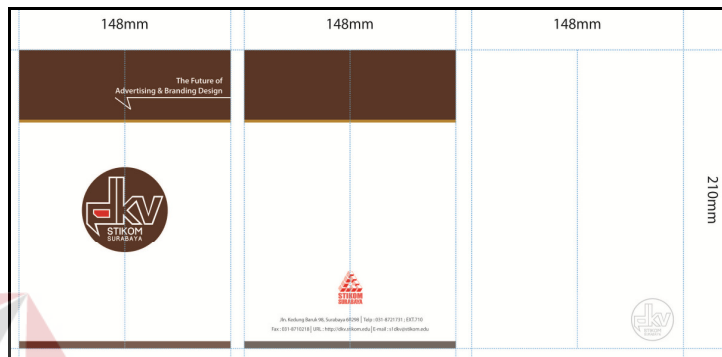 148mm
148mm
148mm
The Future of
Advertising & Branding Design
dkv
STIKOM
SURABAYA
210mm
STIKOM
SURABAYA
Jln. Kedung Baruk 98, Surabaya 60298 | Telp : 031-8721731 ; EXT.710
Fax : 031-8710218 | URL : http://dkv.stikom.edu | E-mail : s1dkv@stikom.edu
dkv